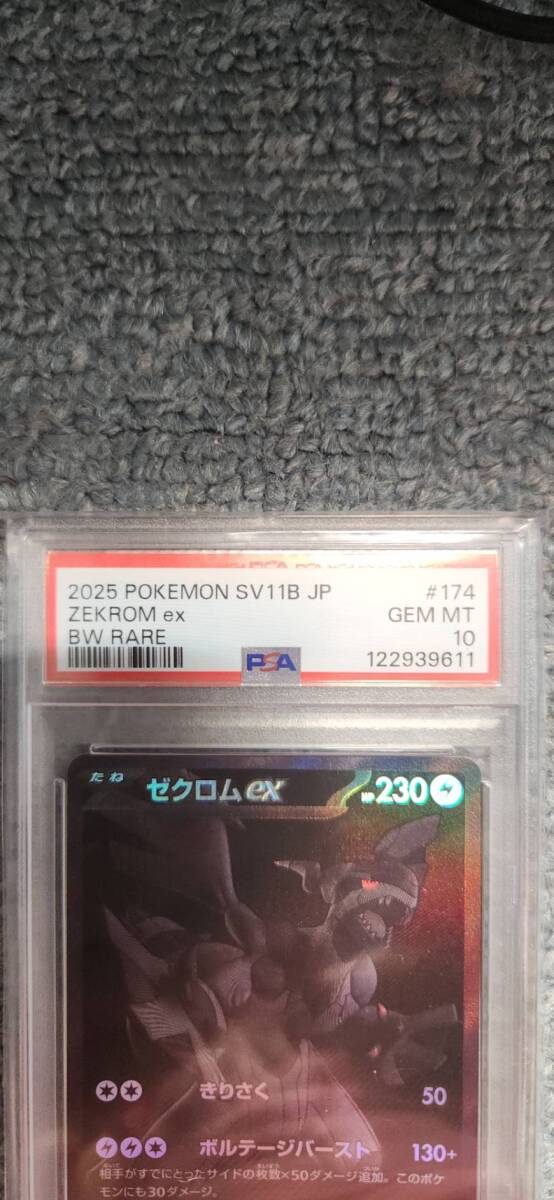 2025 POKEMON SV11B JP #174
ZEKROM ex GEM MT
BW RARE 10
PSA 122939611
たね ゼクロムex HP230
きりさく 50
ボルテージバースト 130+
相手がすでにとったサイドの枚数×50ダメージ追加。このポケ
モンにも30ダメージ。